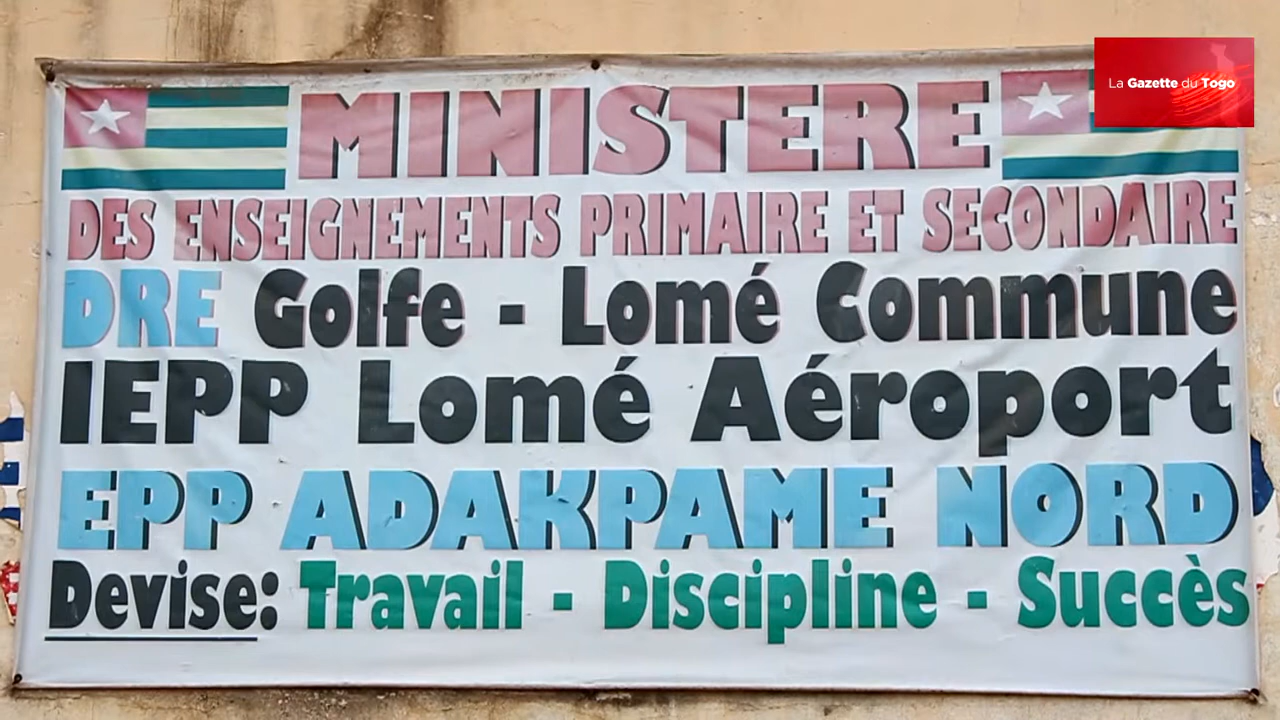 La Gazette du Togo
MINISTERE
DES ENSEIGNEMENTS PRIMAIRE ET SECONDAIRE
DRE Golfe - Lomé Commune
IEPP Lomé Aéroport
EPP ADAKPAME NORD
Devise: Travail - Discipline - Succès